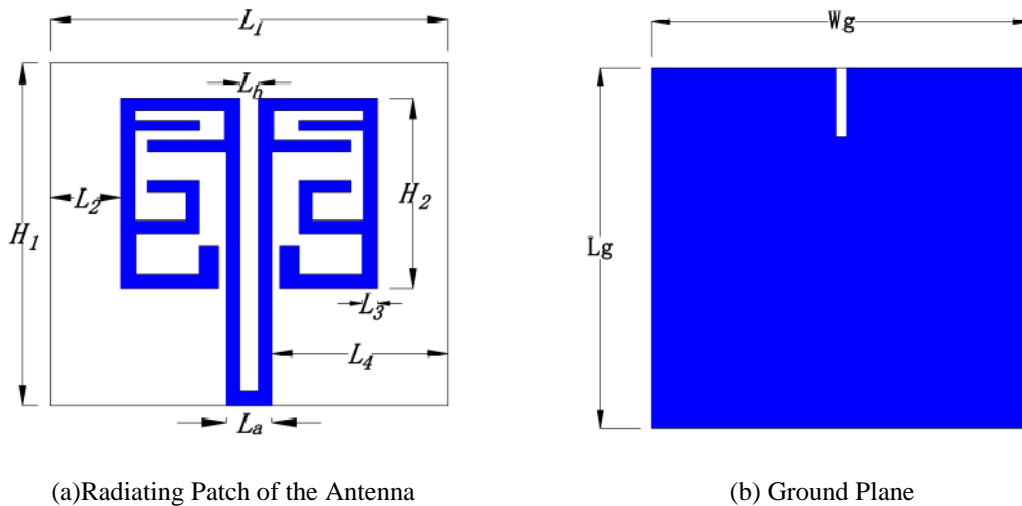 L1
Wg
Lb
L2
H1
H2
Lg
L3
L4
La
(a)Radiating Patch of the Antenna
(b) Ground Plane